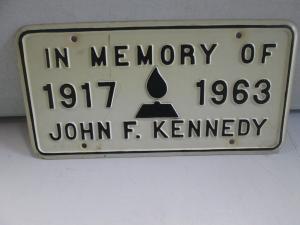 IN MEMORY OF
1917 1963
JOHN F. KENNEDY